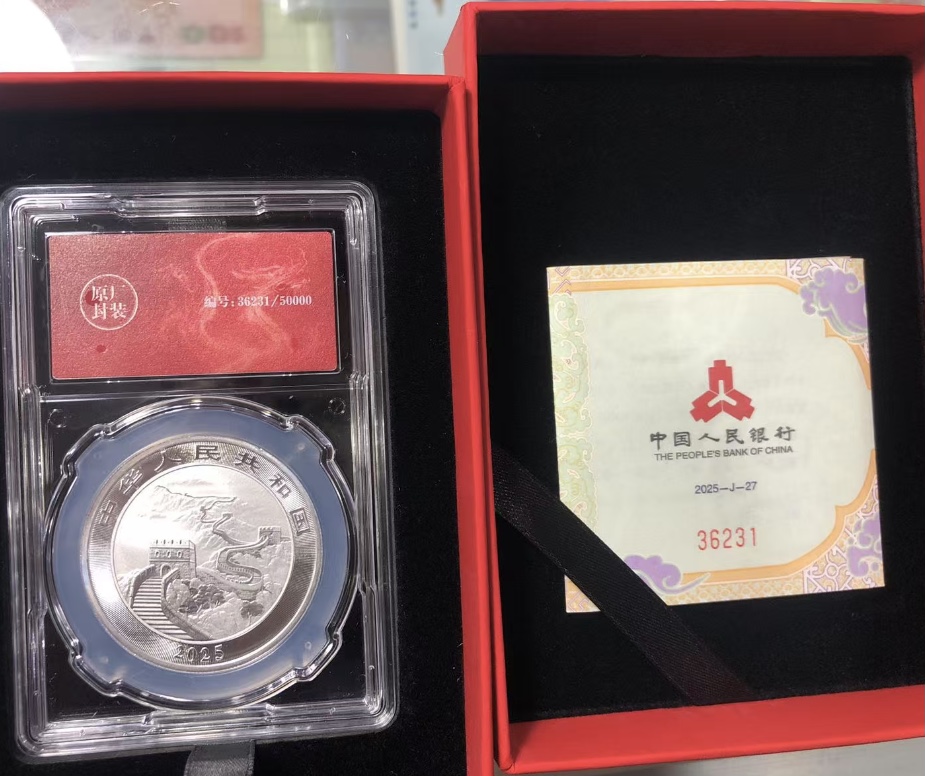 原厂
封装
编号:36231/50000
中华人民共和国
2025
中国人民银行
THE PEOPLE'S BANK OF CHINA
2025-J-27
36231